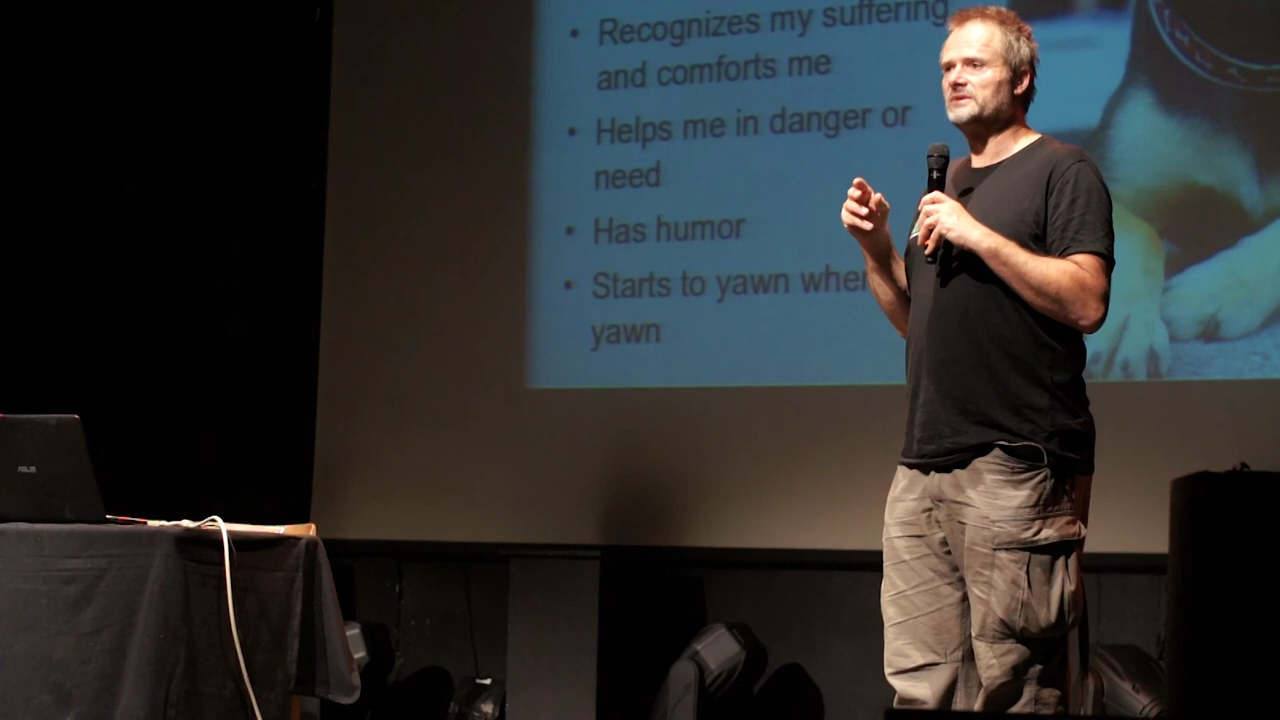 • Recognizes my suffering
and comforts me
• Helps me in danger or
need
• Has humor
• Starts to yawn when
yawn
ASUS